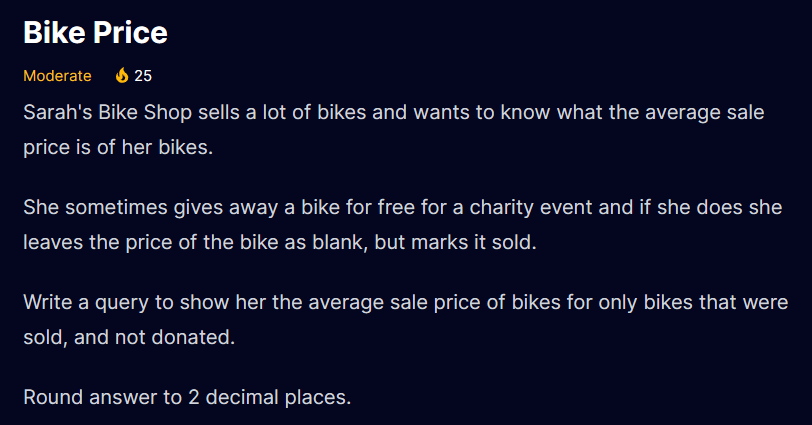 Bike Price
Moderate 25
Sarah's Bike Shop sells a lot of bikes and wants to know what the average sale
price is of her bikes.
She sometimes gives away a bike for free for a charity event and if she does she
leaves the price of the bike as blank, but marks it sold.
Write a query to show her the average sale price of bikes for only bikes that were
sold, and not donated.
Round answer to 2 decimal places.